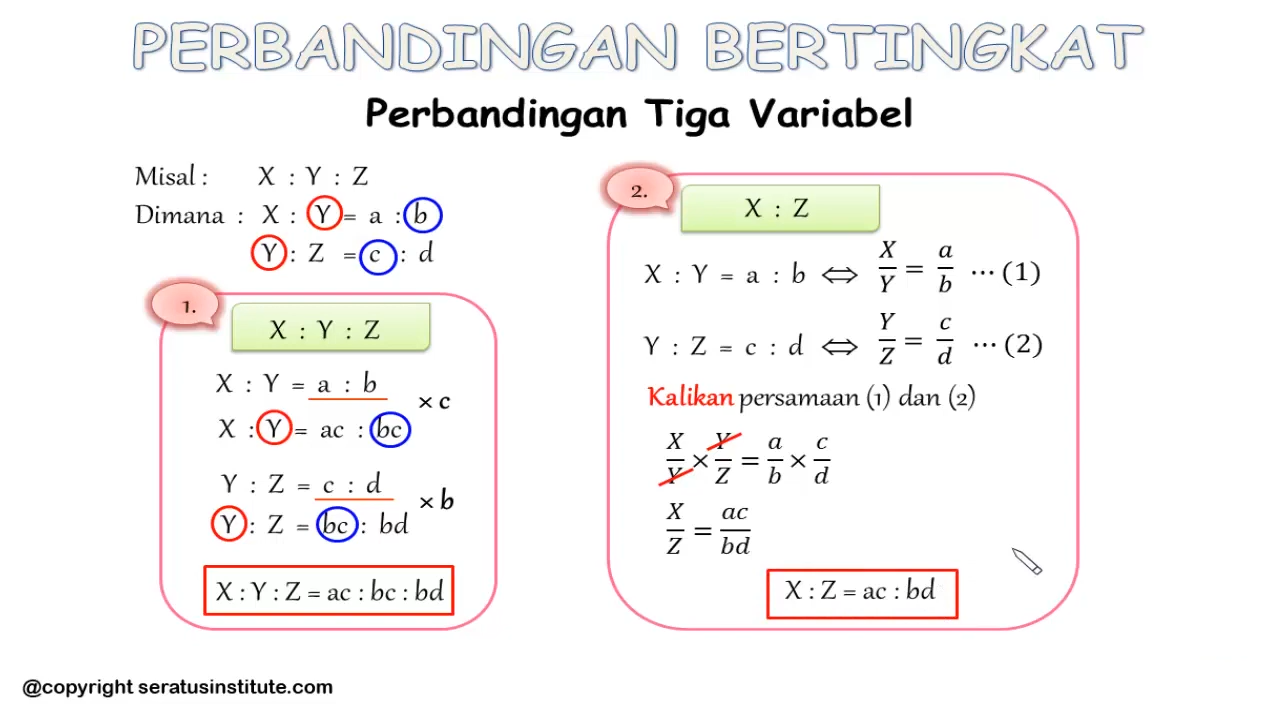 PERBANDINGAN BERTINGKAT
Perbandingan Tiga Variabel
Misal : X : Y : Z
Dimana : X : Y = a : b
Y : Z = c : d
1.
X : Y : Z
X : Y = a : b
× c
X : Y = ac : bc
Y : Z = c : d
× b
Y : Z = bc : bd
X : Y : Z = ac : bc : bd
2.
X : Z
X : Y = a : b ⇔ X/Y = a/b ⋯ (1)
Y : Z = c : d ⇔ Y/Z = c/d ⋯ (2)
Kalikan persamaan (1) dan (2)
X/Y × Y/Z = a/b × c/d
X/Z = ac/bd
X : Z = ac : bd
@copyright seratusinstitute.com